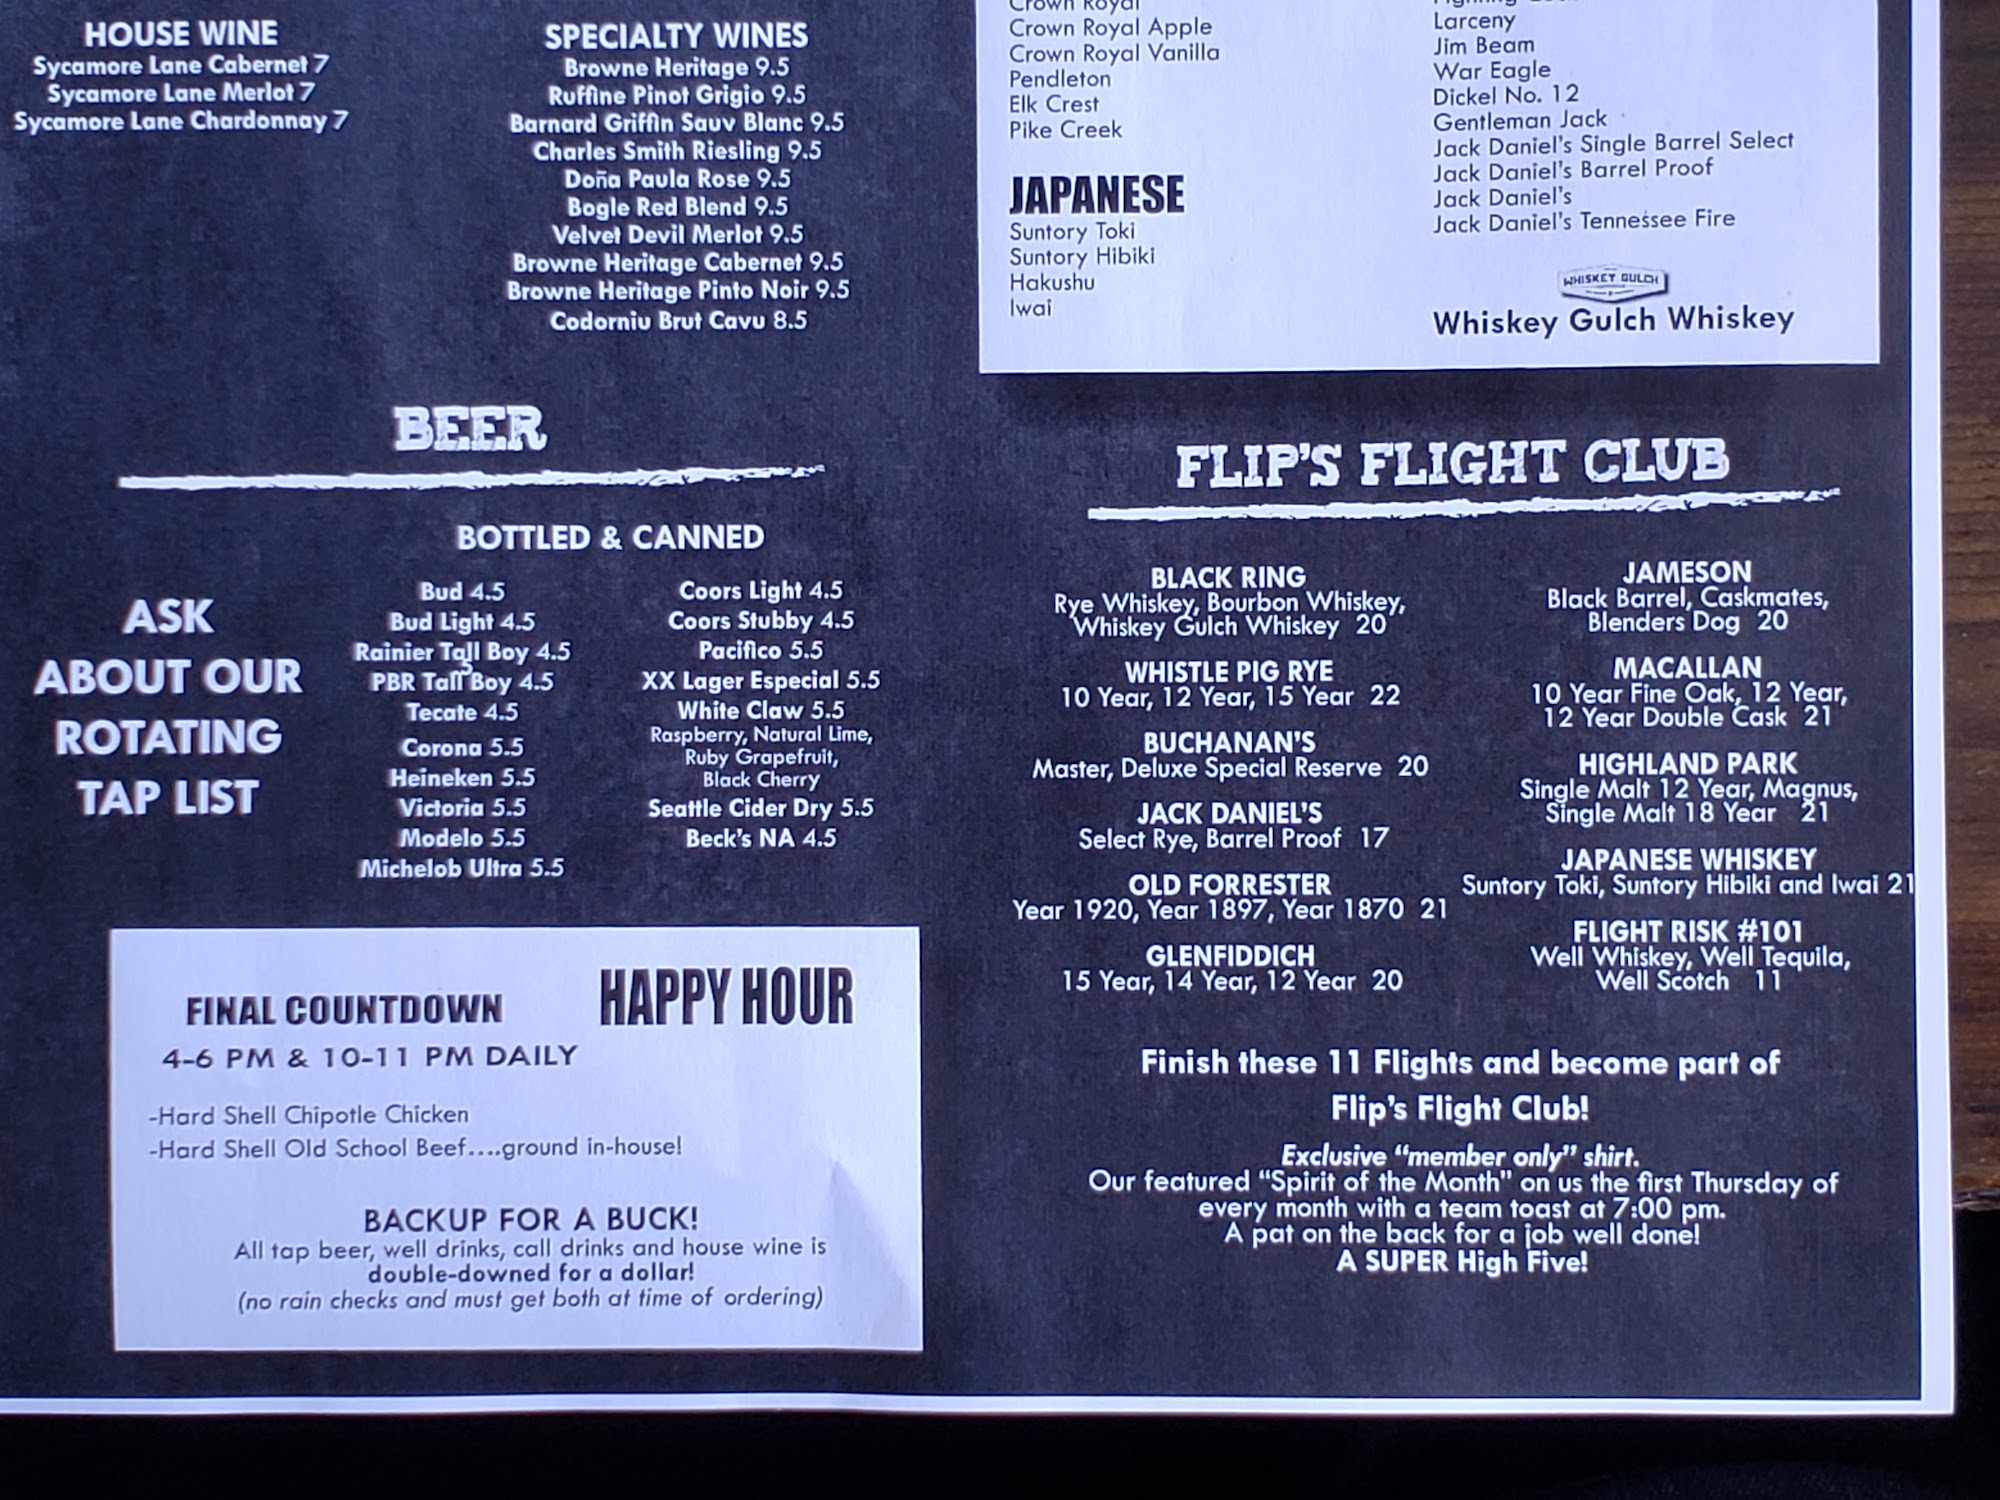 HOUSE WINE
Sycamore Lane Cabernet 7
Sycamore Lane Merlot 7
Sycamore Lane Chardonnay 7
SPECIALTY WINES
Browne Heritage 9.5
Ruffine Pinot Grigio 9.5
Barnard Griffin Sauv Blanc 9.5
Charles Smith Riesling 9.5
Doña Paula Rose 9.5
Bogle Red Blend 9.5
Velvet Devil Merlot 9.5
Browne Heritage Cabernet 9.5
Browne Heritage Pinto Noir 9.5
Codorniu Brut Cavu 8.5
Crown Royal
Crown Royal Apple
Crown Royal Vanilla
Pendleton
Elk Crest
Pike Creek
JAPANESE
Suntory Toki
Suntory Hibiki
Hakushu
Iwai
Larceny
Jim Beam
War Eagle
Dickel No. 12
Gentleman Jack
Jack Daniel's Single Barrel Select
Jack Daniel's Barrel Proof
Jack Daniel's
Jack Daniel's Tennessee Fire
WHISKEY GULCH
Whiskey Gulch Whiskey
BEER
BOTTLED & CANNED
ASK
ABOUT OUR
ROTATING
TAP LIST
Bud 4.5
Bud Light 4.5
Rainier Tall Boy 4.5
PBR Tall Boy 4.5
Tecate 4.5
Corona 5.5
Heineken 5.5
Victoria 5.5
Modelo 5.5
Michelob Ultra 5.5
Coors Light 4.5
Coors Stubby 4.5
Pacifico 5.5
XX Lager Especial 5.5
White Claw 5.5
Raspberry, Natural Lime,
Ruby Grapefruit,
Black Cherry
Seattle Cider Dry 5.5
Beck's NA 4.5
FINAL COUNTDOWN HAPPY HOUR
4-6 PM & 10-11 PM DAILY
-Hard Shell Chipotle Chicken
-Hard Shell Old School Beef....ground in-house!
BACKUP FOR A BUCK!
All tap beer, well drinks, call drinks and house wine is
double-downed for a dollar!
(no rain checks and must get both at time of ordering)
FLIP'S FLIGHT CLUB
BLACK RING
Rye Whiskey, Bourbon Whiskey,
Whiskey Gulch Whiskey 20
WHISTLE PIG RYE
10 Year, 12 Year, 15 Year 22
BUCHANAN'S
Master, Deluxe Special Reserve 20
JACK DANIEL'S
Select Rye, Barrel Proof 17
OLD FORRESTER
Year 1920, Year 1897, Year 1870 21
GLENFIDDICH
15 Year, 14 Year, 12 Year 20
JAMESON
Black Barrel, Caskmates,
Blenders Dog 20
MACALLAN
10 Year Fine Oak, 12 Year,
12 Year Double Cask 21
HIGHLAND PARK
Single Malt 12 Year, Magnus,
Single Malt 18 Year 21
JAPANESE WHISKEY
Suntory Toki, Suntory Hibiki and Iwai 21
FLIGHT RISK #101
Well Whiskey, Well Tequila,
Well Scotch 11
Finish these 11 Flights and become part of
Flip's Flight Club!
Exclusive "member only" shirt.
Our featured "Spirit of the Month" on us the first Thursday of
every month with a team toast at 7:00 pm.
A pat on the back for a job well done!
A SUPER High Five!